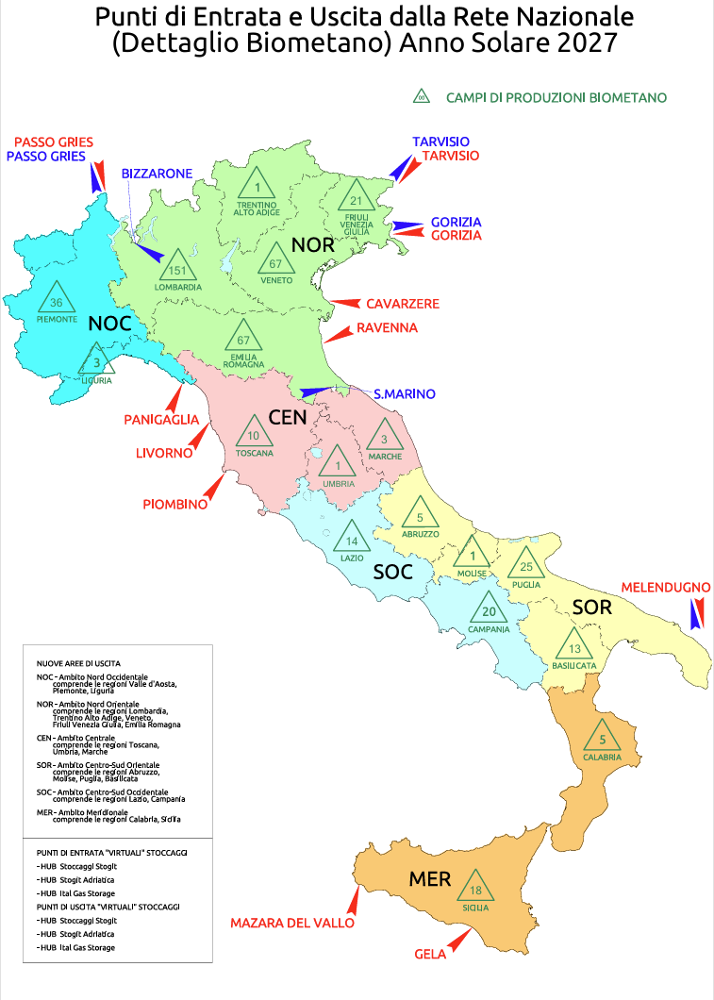 Punti di Entrata e Uscita dalla Rete Nazionale
(Dettaglio Biometano) Anno Solare 2027
00
CAMPI DI PRODUZIONI BIOMETANO
PASSO GRIES
PASSO GRIES
BIZZARONE
TARVISIO
TARVISIO
GORIZIA
GORIZIA
1
TRENTINO
ALTO ADIGE
21
FRIULI
VENEZIA
GIULIA
NOR
151
LOMBARDIA
67
VENETO
36
PIEMONTE
NOC
CAVARZERE
RAVENNA
67
EMILIA
ROMAGNA
3
LIGURIA
S.MARINO
PANIGAGLIA
LIVORNO
PIOMBINO
CEN
10
TOSCANA
3
MARCHE
1
UMBRIA
5
ABRUZZO
14
LAZIO
1
MOLISE
25
PUGLIA
SOC
20
CAMPANIA
SOR
MELENDUGNO
13
BASILICATA
5
CALABRIA
MER
18
SICILIA
MAZARA DEL VALLO
GELA
NUOVE AREE DI USCITA
NOC - Ambito Nord Occidentale
comprende le regioni Valle d'Aosta,
Piemonte, Liguria
NOR - Ambito Nord Orientale
comprende le regioni Lombardia,
Trentino Alto Adige, Veneto,
Friuli Venezia Giulia, Emilia Romagna
CEN - Ambito Centrale
comprende le regioni Toscana,
Umbria, Marche
SOR - Ambito Centro-Sud Orientale
comprende le regioni Abruzzo,
Molise, Puglia, Basilicata
SOC - Ambito Centro-Sud Occidentale
comprende le regioni Lazio, Campania
MER - Ambito Meridionale
comprende le regioni Calabria, Sicilia
PUNTI DI ENTRATA "VIRTUALI" STOCCAGGI
-HUB Stoccaggi Stogit
-HUB Stogit Adriatica
-HUB Ital Gas Storage
PUNTI DI USCITA "VIRTUALI" STOCCAGGI
-HUB Stoccaggi Stogit
-HUB Stogit Adriatica
-HUB Ital Gas Storage